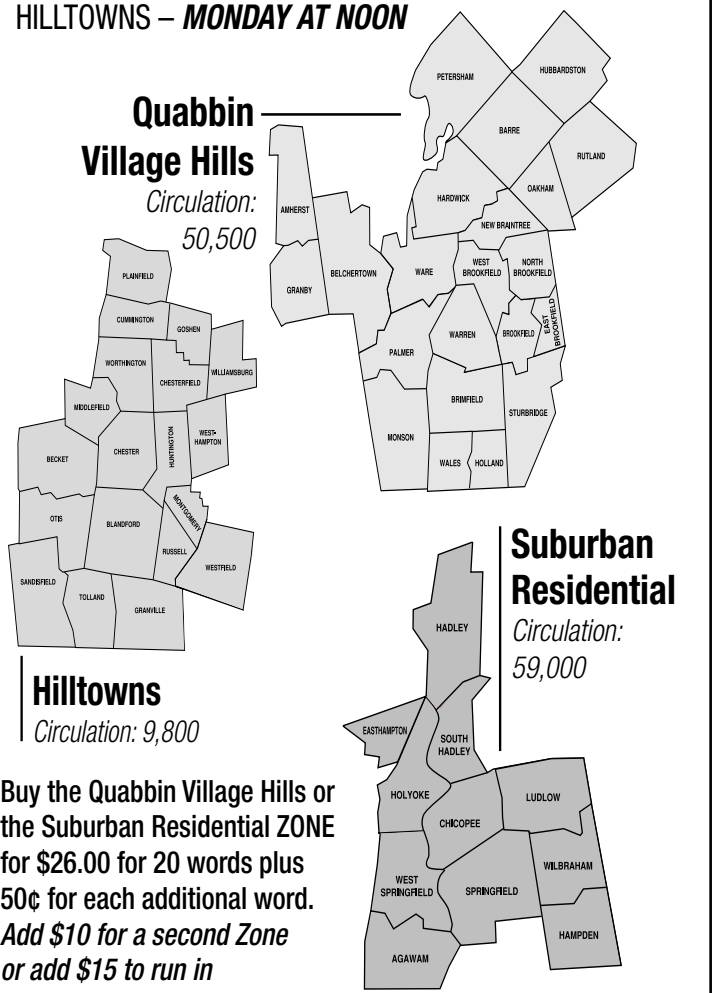 HILLTOWNS – MONDAY AT NOON
Quabbin
Village Hills
Circulation:
50,500
PETERSHAM
HUBBARDSTON
BARRE
RUTLAND
OAKHAM
HARDWICK
NEW BRAINTREE
AMHERST
BELCHERTOWN
GRANBY
WARE
WEST
BROOKFIELD
NORTH
BROOKFIELD
EAST
BROOKFIELD
BROOKFIELD
WARREN
PALMER
BRIMFIELD
STURBRIDGE
MONSON
WALES
HOLLAND
PLAINFIELD
CUMMINGTON
GOSHEN
WILLIAMSBURG
WORTHINGTON
CHESTERFIELD
MIDDLEFIELD
WEST-
HAMPTON
HUNTINGTON
CHESTER
BECKET
MONTGOMERY
OTIS
BLANDFORD
RUSSELL
WESTFIELD
SANDISFIELD
TOLLAND
GRANVILLE
Hilltowns
Circulation: 9,800
Suburban
Residential
Circulation:
59,000
HADLEY
EASTHAMPTON
SOUTH
HADLEY
HOLYOKE
CHICOPEE
LUDLOW
WEST
SPRINGFIELD
SPRINGFIELD
WILBRAHAM
HAMPDEN
AGAWAM
Buy the Quabbin Village Hills or
the Suburban Residential ZONE
for $26.00 for 20 words plus
50¢ for each additional word.
Add $10 for a second Zone
or add $15 to run in